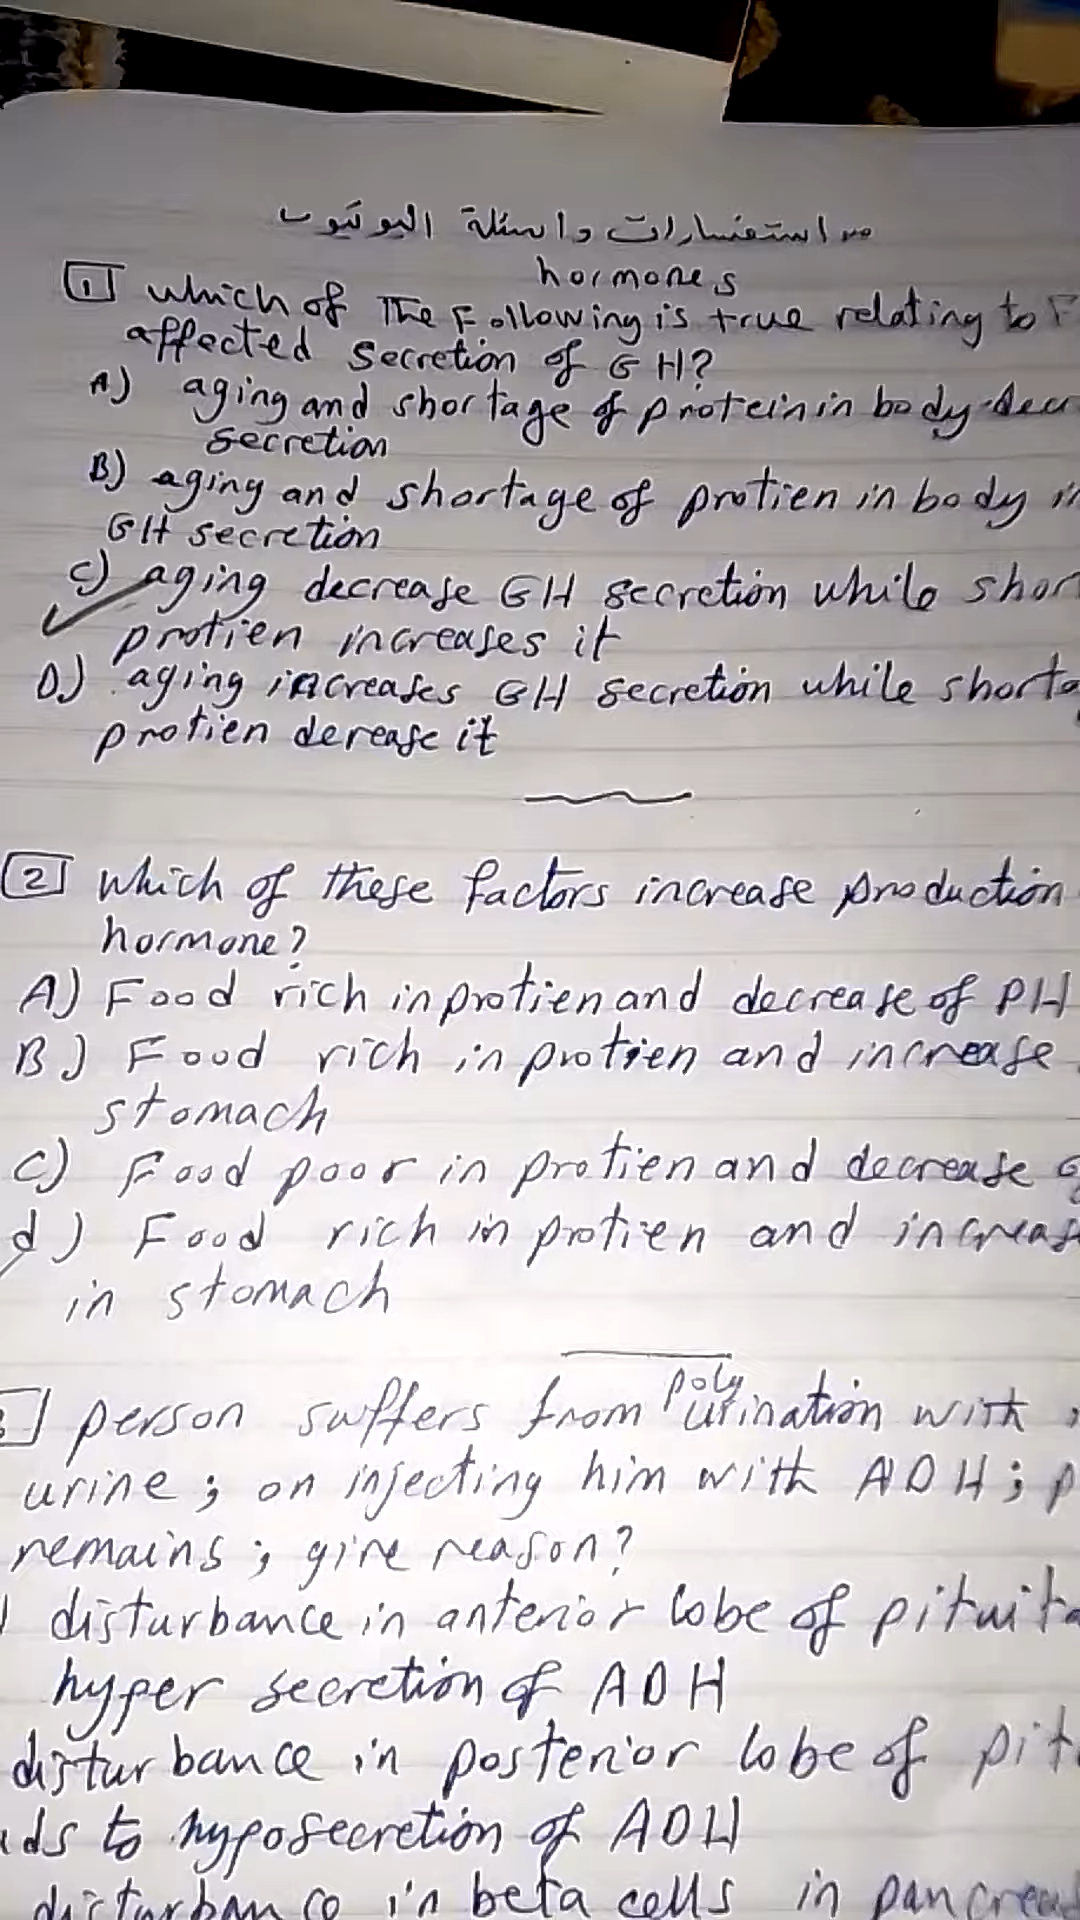 من استفسارات واسئلة اليوتيوب
hormones
1 which of The Following is true relating to
affected secretion of GH?
A) aging and shortage of protein in body
secretion
B) aging and shortage of protien in body
GH secretion
C) aging decrease GH secretion while
protien increases it
D) aging increases GH secretion while
protien derease it
2 which of these factors increase production
hormone?
A) Food rich in protien and decrease of PH
B) Food rich in protien and increase
stomach
C) Food poor in protien and decrease
d) Food rich in protien and
in stomach
poly
person suffers from urination with
urine; on injecting him with ADH;
remains; give reason?
disturbance in anterior lobe of
hyper secretion of ADH
disturbance in posterior lobe of
to hyposecretion of ADH
disturbance in beta cells in